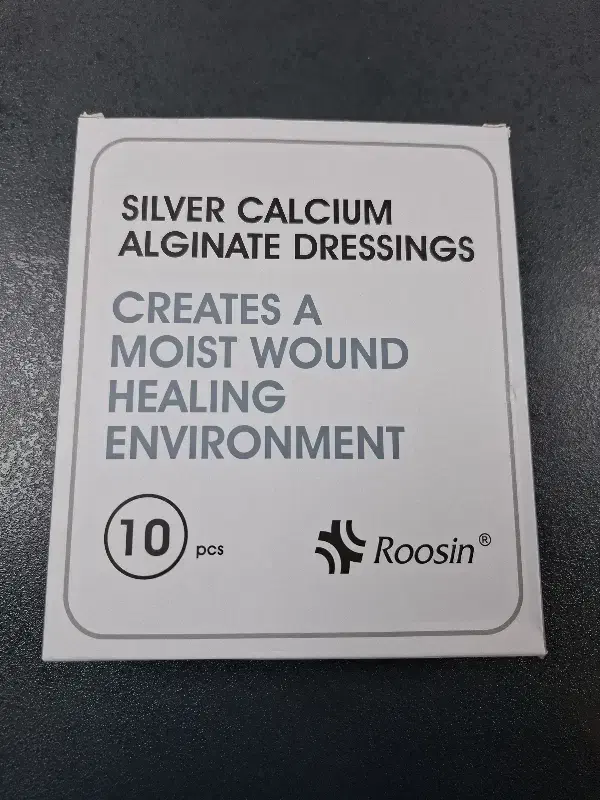 SILVER CALCIUM
ALGINATE DRESSINGS
CREATES A
MOIST WOUND
HEALING
ENVIRONMENT
10 pcs
Roosin®